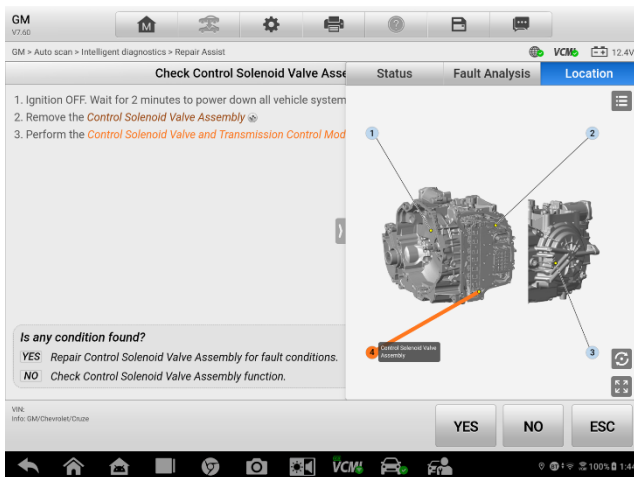 GM
V7.60
GM > Auto scan > Intelligent diagnostics > Repair Assist
VCMI
12.4V
Check Control Solenoid Valve Asse
Status
Fault Analysis
Location
1. Ignition OFF. Wait for 2 minutes to power down all vehicle system
2. Remove the Control Solenoid Valve Assembly
3. Perform the Control Solenoid Valve and Transmission Control Mod
1
2
4
Control Solenoid Valve
Assembly
3
Is any condition found?
YES Repair Control Solenoid Valve Assembly for fault conditions.
NO Check Control Solenoid Valve Assembly function.
VIN:
Info: GM/Chevrolet/Cruze
YES
NO
ESC
VCMI
100%
1:44